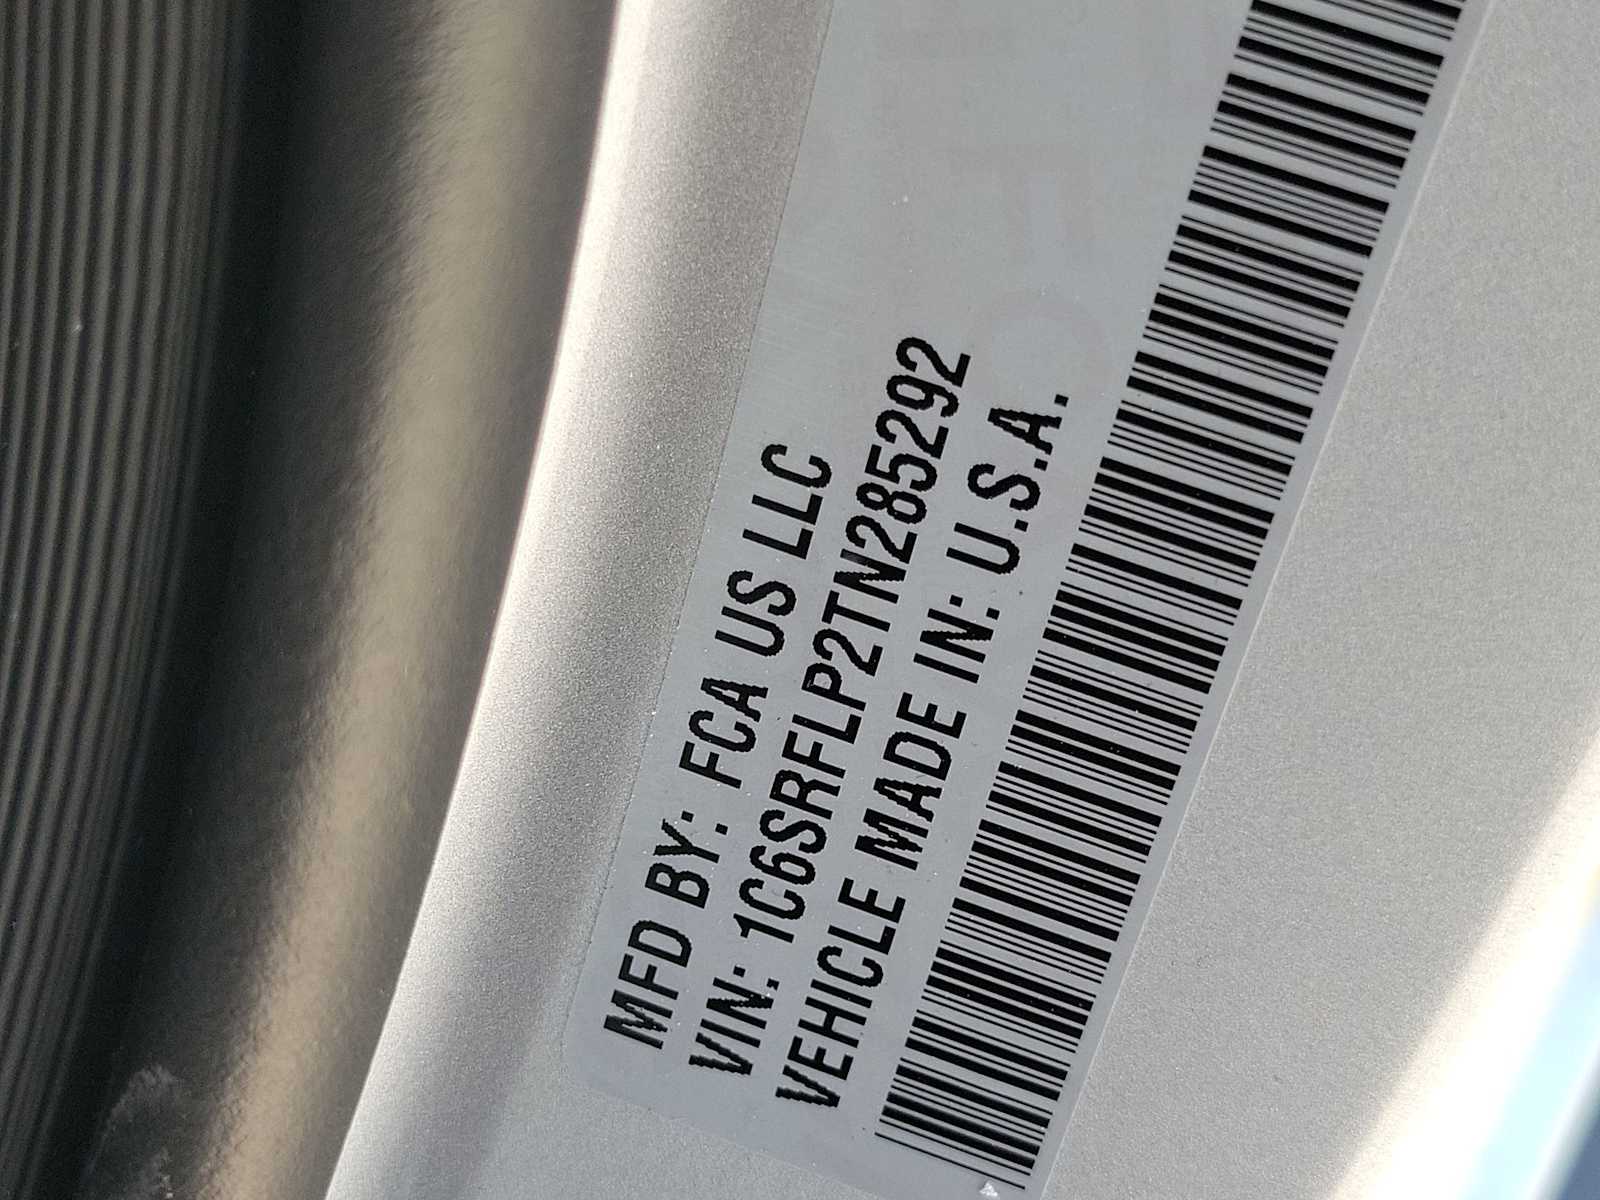 MFD BY: FCA US LLC
VIN: 1C6SRFLP2TN285292
VEHICLE MADE IN: U.S.A.